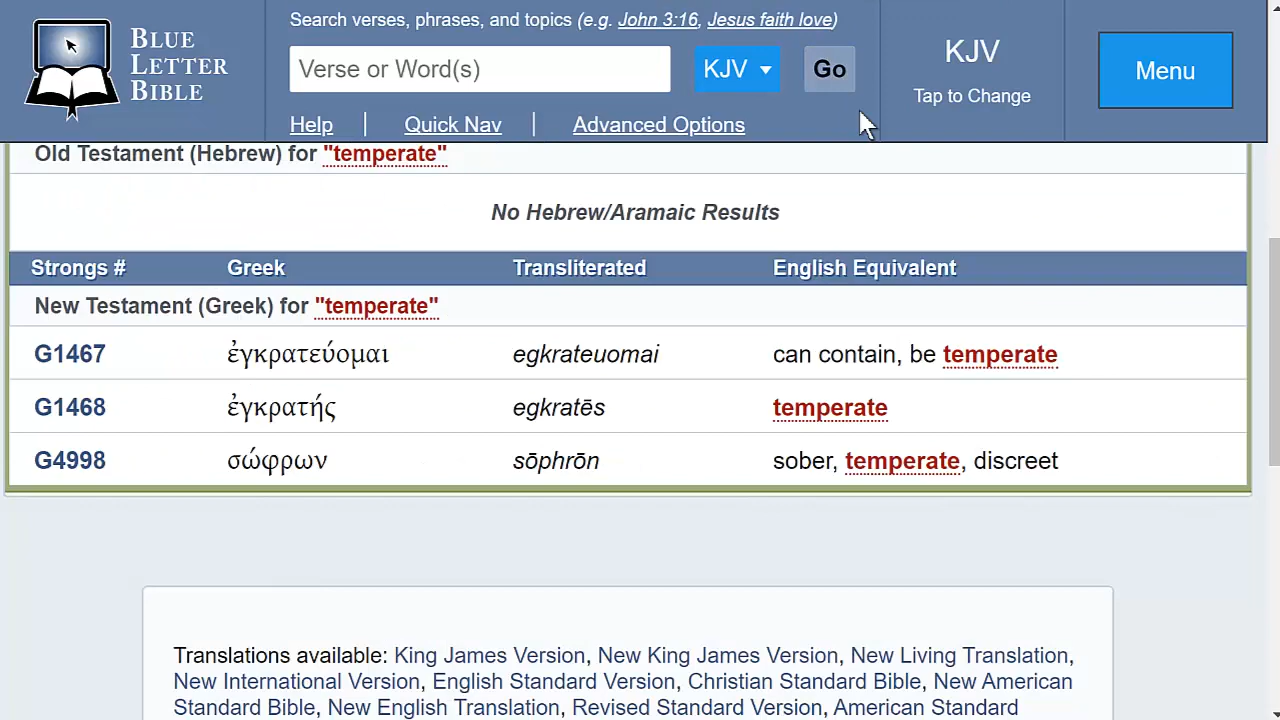 BLUE
LETTER
BIBLE
Search verses, phrases, and topics (e.g. John 3:16, Jesus faith love)
Verse or Word(s)
KJV
Go
Help | Quick Nav | Advanced Options
KJV
Tap to Change
Menu
Old Testament (Hebrew) for "temperate"
No Hebrew/Aramaic Results
Strongs # Greek Transliterated English Equivalent
New Testament (Greek) for "temperate"
G1467 ἐγκρατεύομαι egkrateuomai can contain, be temperate
G1468 ἐγκρατής egkratēs temperate
G4998 σώφρων sōphrōn sober, temperate, discreet
Translations available: King James Version, New King James Version, New Living Translation,
New International Version, English Standard Version, Christian Standard Bible, New American
Standard Bible, New English Translation, Revised Standard Version, American Standard